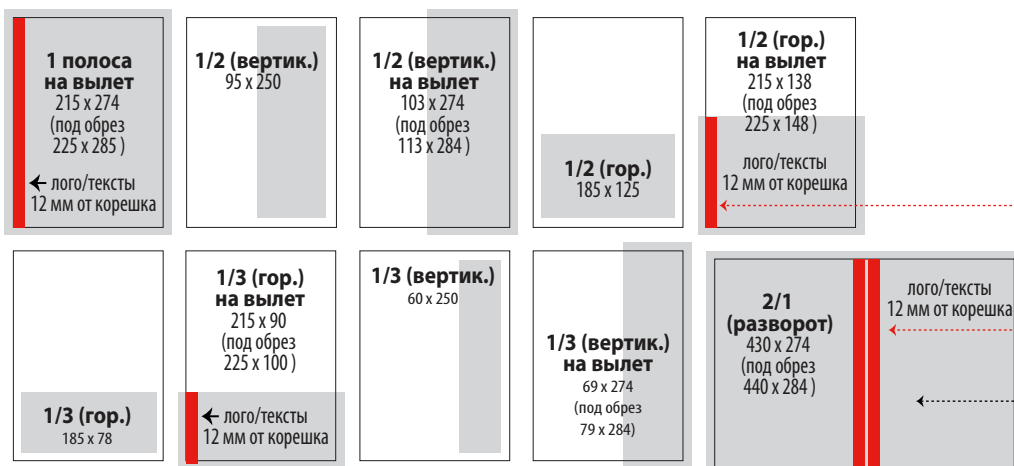 1 полоса
на вылет
215 x 274
(под обрез
225 x 285 )
лого/тексты
12 мм от корешка
1/2 (вертик.)
95 x 250
1/2 (вертик.)
на вылет
103 x 274
(под обрез
113 x 284 )
1/2 (гор.)
185 x 125
1/2 (гор.)
на вылет
215 x 138
(под обрез
225 x 148 )
лого/тексты
12 мм от корешка
1/3 (гор.)
185 x 78
1/3 (гор.)
на вылет
215 x 90
(под обрез
225 x 100 )
лого/тексты
12 мм от корешка
1/3 (вертик.)
60 x 250
1/3 (вертик.)
на вылет
69 x 274
(под обрез
79 x 284)
2/1
(разворот)
430 x 274
(под обрез
440 x 284 )
лого/тексты
12 мм от корешка